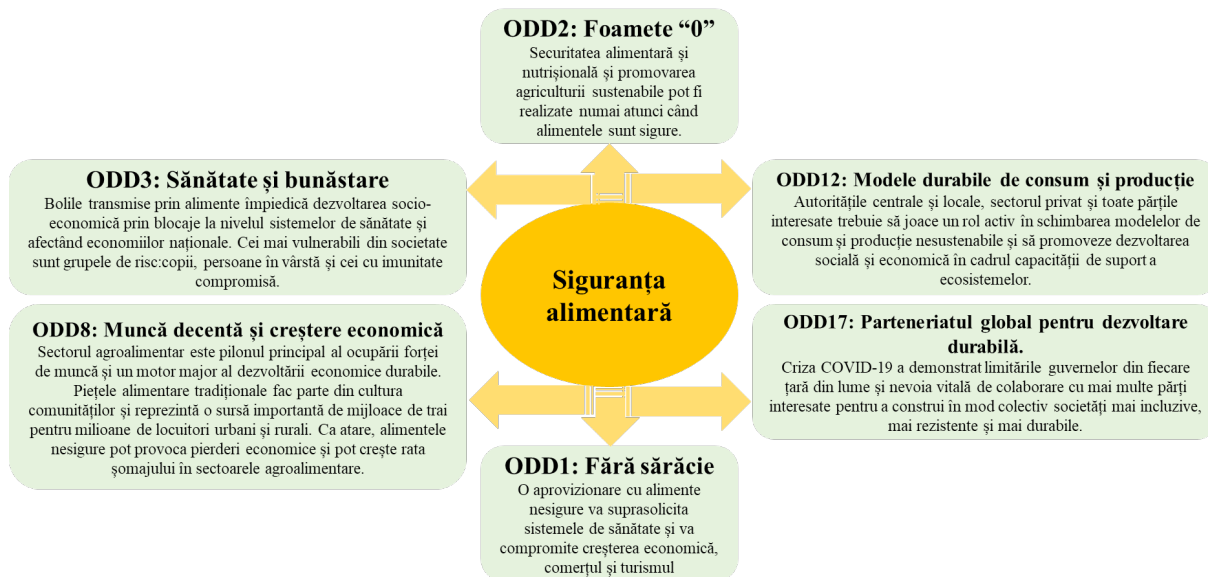 ODD2: Foamete “0”
Securitatea alimentară și
nutrișională și promovarea
agriculturii sustenabile pot fi
realizate numai atunci când
alimentele sunt sigure.
ODD3: Sănătate și bunăstare
Bolile transmise prin alimente împiedică dezvoltarea socio-
economică prin blocaje la nivelul sistemelor de sănătate și
afectând economiilor naționale. Cei mai vulnerabili din societate
sunt grupele de risc:copii, persoane în vârstă și cei cu imunitate
compromisă.
ODD12: Modele durabile de consum și producție
Autoritățile centrale și locale, sectorul privat și toate părțile
interesate trebuie să joace un rol activ în schimbarea modelelor de
consum și producție nesustenabile și să promoveze dezvoltarea
socială și economică în cadrul capacității de suport a
ecosistemelor.
Siguranța
alimentară
ODD8: Muncă decentă și creștere economică
Sectorul agroalimentar este pilonul principal al ocupării forței
de muncă și un motor major al dezvoltării economice durabile.
Piețele alimentare tradiționale fac parte din cultura
comunităților și reprezintă o sursă importantă de mijloace de trai
pentru milioane de locuitori urbani și rurali. Ca atare, alimentele
nesigure pot provoca pierderi economice și pot crește rata
șomajului în sectoarele agroalimentare.
ODD17: Parteneriatul global pentru dezvoltare
durabilă.
Criza COVID-19 a demonstrat limitările guvernelor din fiecare
țară din lume și nevoia vitală de colaborare cu mai multe părți
interesate pentru a construi în mod colectiv societăți mai incluzive,
mai rezistente și mai durabile.
ODD1: Fără sărăcie
O aprovizionare cu alimente
nesigure va suprasolicita
sistemele de sănătate și va
compromite creșterea economică,
comerțul și turismul